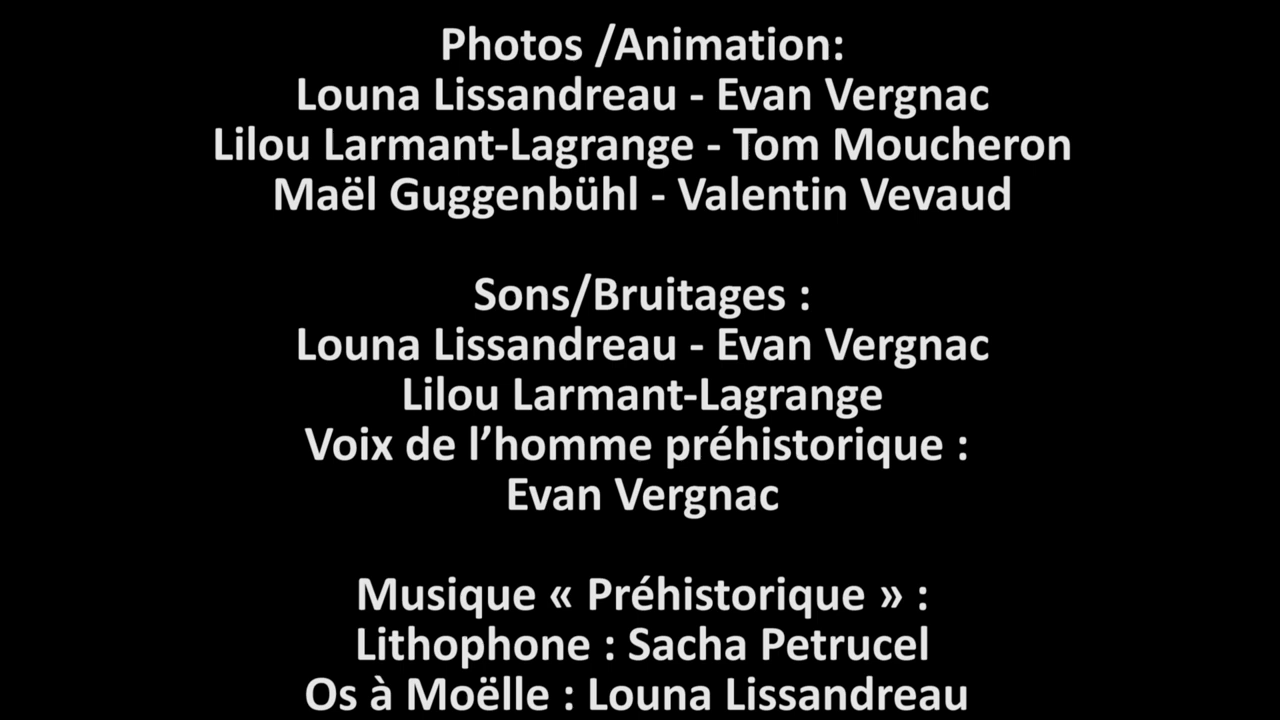 Photos /Animation:
Louna Lissandreau - Evan Vergnac
Lilou Larmant-Lagrange - Tom Moucheron
Maël Guggenbühl - Valentin Vevaud
Sons/Bruitages :
Louna Lissandreau - Evan Vergnac
Lilou Larmant-Lagrange
Voix de l’homme préhistorique :
Evan Vergnac
Musique « Préhistorique » :
Lithophone : Sacha Petrucel
Os à Moëlle : Louna Lissandreau